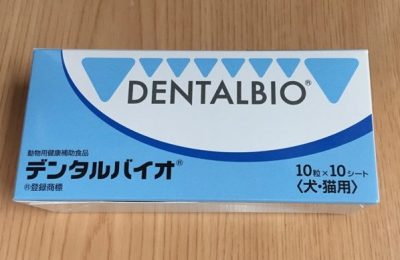 DENTALBIO®
動物用健康補助食品
デンタルバイオ®
®登録商標
10粒×10シート
〈犬・猫用〉